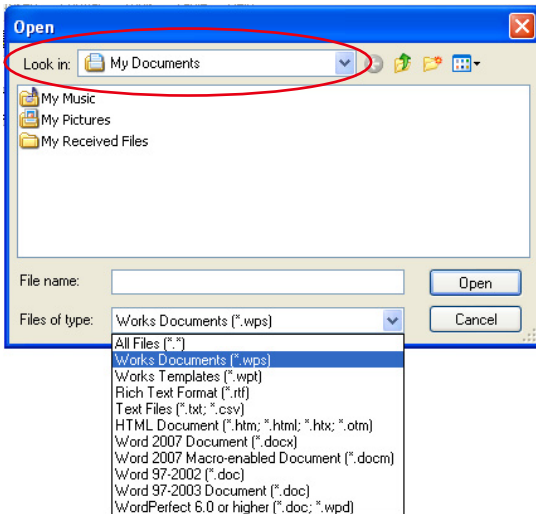 Open
Look in: My Documents
My Music
My Pictures
My Received Files
File name:
Open
Files of type: Works Documents (*.wps)
Cancel
All Files (*.*)
Works Documents (*.wps)
Works Templates (*.wpt)
Rich Text Format (*.rtf)
Text Files (*.txt; *.csv)
HTML Document (*.htm; *.html; *.htx; *.otm)
Word 2007 Document (*.docx)
Word 2007 Macro-enabled Document (*.docm)
Word 97-2002 (*.doc)
Word 97-2003 Document (*.doc)
WordPerfect 6.0 or higher (*.doc; *.wpd)